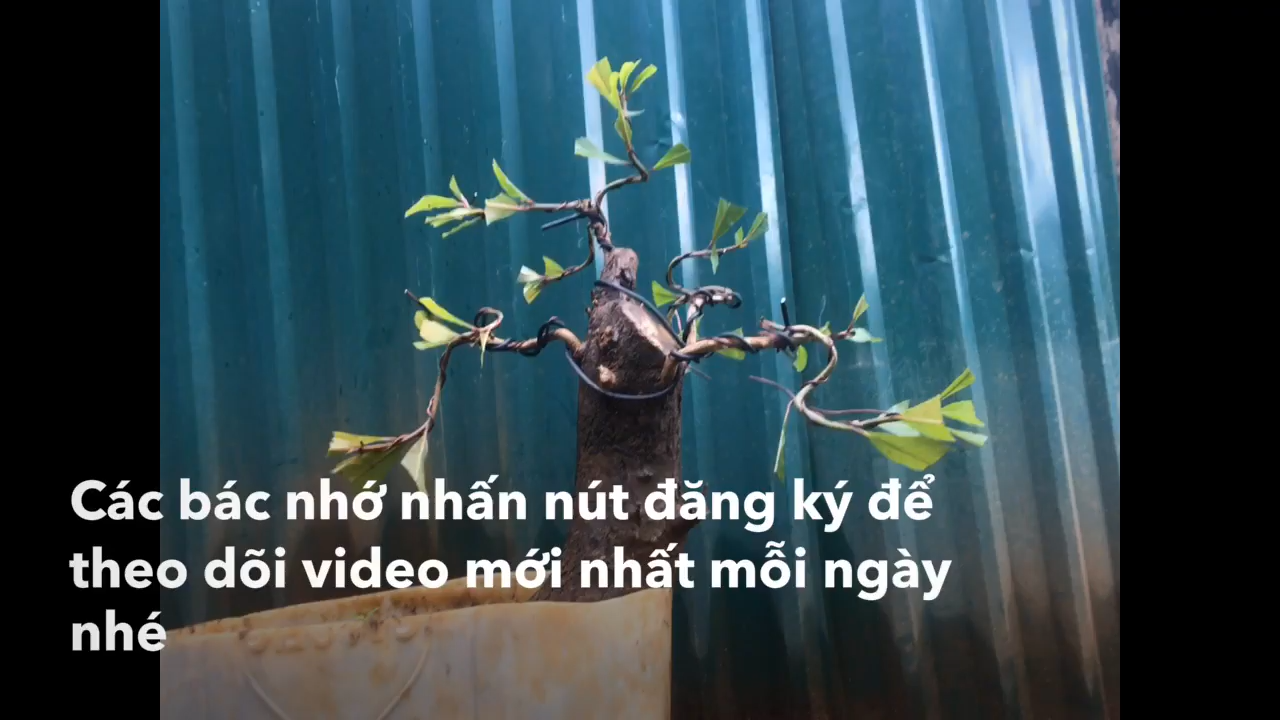 Các bác nhớ nhấn nút đăng ký để
theo dõi video mới nhất mỗi ngày
nhé